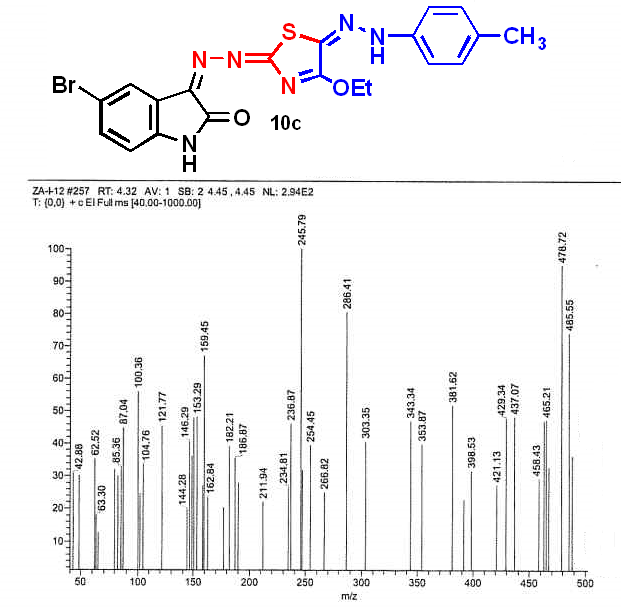 S
N
N
H
CH3
N
N
N
OEt
Br
O
N
H
10c
ZA-I-12 #257 RT: 4.32 AV: 1 SB: 2 4.45 , 4.45 NL: 2.94E2
T: {0,0} + c EI Full ms [40.00-1000.00]
245.79
478.72
286.41
485.55
159.45
100.36
381.62
153.29
87.04
121.77
146.29
236.87
343.34
429.34
437.07
465.21
182.21
254.45
303.35
353.87
62.52
42.88
85.36
104.76
186.87
234.81
398.53
458.43
162.84
266.82
421.13
144.28
211.94
63.30
100
90
80
70
60
50
40
30
20
10
50 100 150 200 250 300 350 400 450 500
m/z